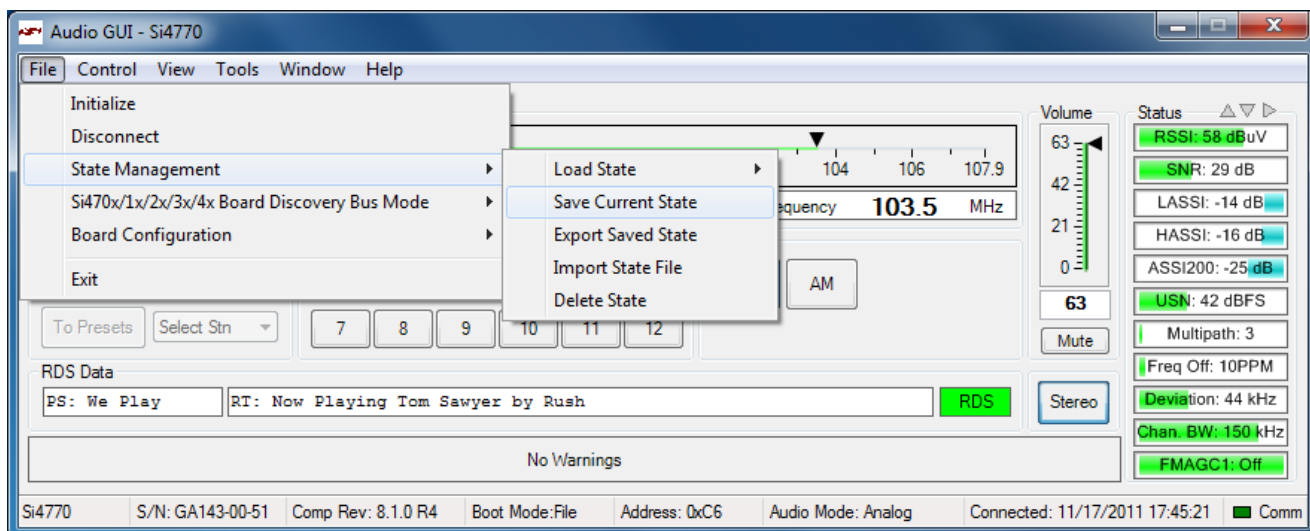 Audio GUI - Si4770
File Control View Tools Window Help
Initialize
Disconnect
State Management
Si470x/1x/2x/3x/4x Board Discovery Bus Mode
Board Configuration
Exit
Load State
Save Current State
Export Saved State
Import State File
Delete State
104 106 107.9
103.5 MHz
AM
To Presets Select Stn 7 8 9 10 11 12
Volume
63
42
21
0
63
Mute
Stereo
Status
RSSI: 58 dBuV
SNR: 29 dB
LASSI: -14 dB
HASSI: -16 dB
ASSI200: -25 dB
USN: 42 dBFS
Multipath: 3
Freq Off: 10PPM
Deviation: 44 kHz
Chan. BW: 150 kHz
FMAGC1: Off
RDS Data
PS: We Play RT: Now Playing Tom Sawyer by Rush RDS
No Warnings
Si4770 S/N: GA143-00-51 Comp Rev: 8.1.0 R4 Boot Mode:File Address: 0xC6 Audio Mode: Analog Connected: 11/17/2011 17:45:21 Comm